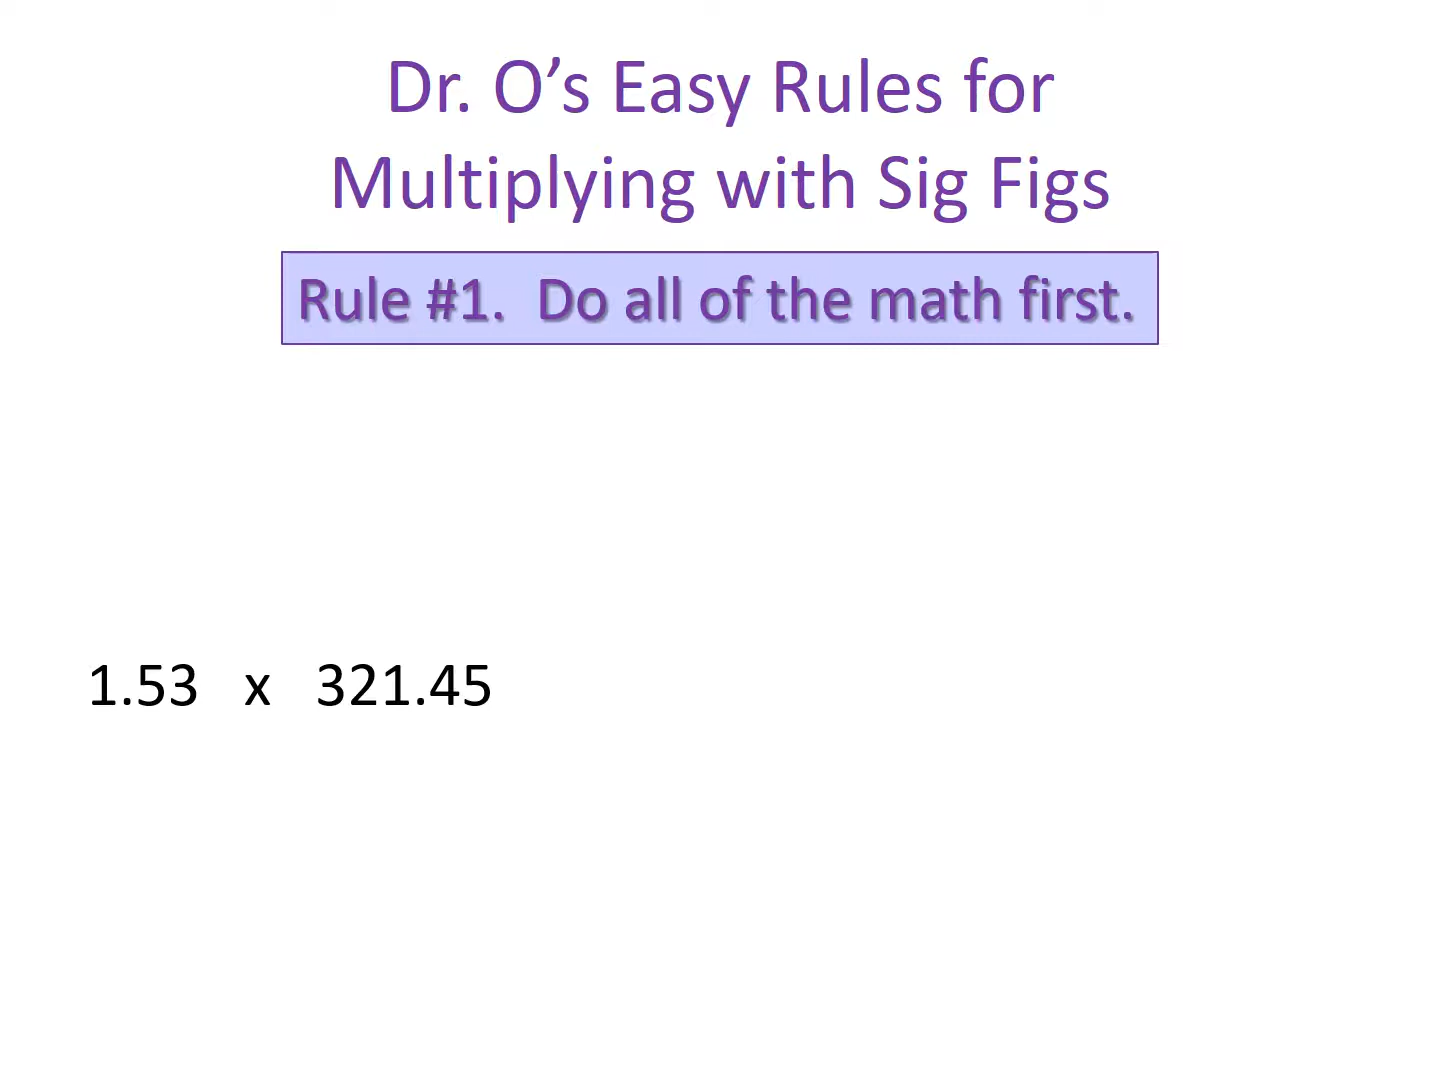 Dr. O’s Easy Rules for
Multiplying with Sig Figs
Rule #1.  Do all of the math first.
1.53   x   321.45